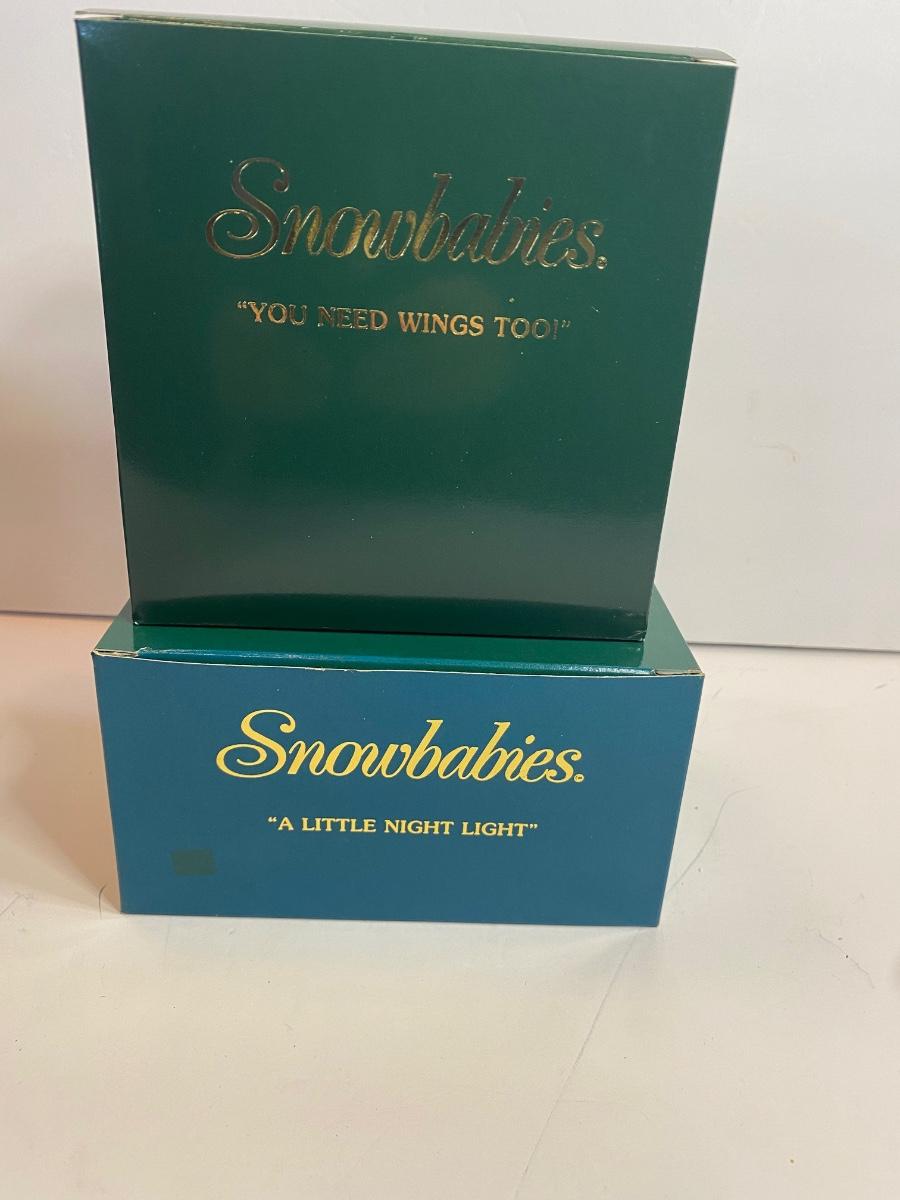 Snowbabies.
“YOU NEED WINGS TOO!”
Snowbabies.
“A LITTLE NIGHT LIGHT”